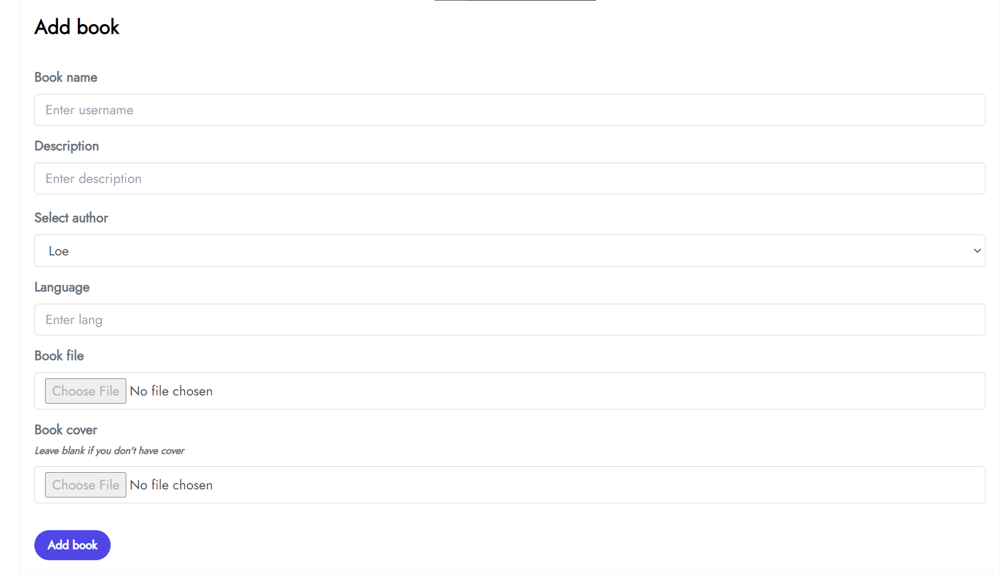 Add book
Book name
Enter username
Description
Enter description
Select author
Loe
Language
Enter lang
Book file
Choose File No file chosen
Book cover
Leave blank if you don't have cover
Choose File No file chosen
Add book